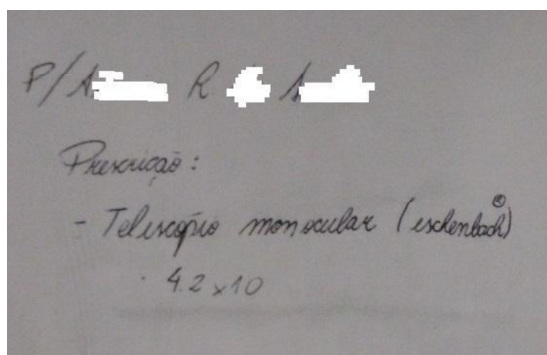 P/ A R
Prescrição:
- Telescópio monocular (eschenbach®)
· 4.2 x 10